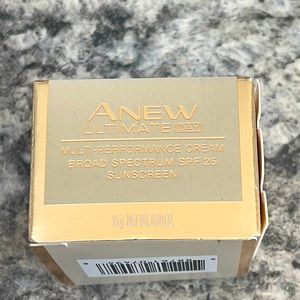 ANEW
ULTIMATE DAY
MULTI-PERFORMANCE CREAM
BROAD SPECTRUM SPF 25
SUNSCREEN
15g NET WT. 0.50 OZ.